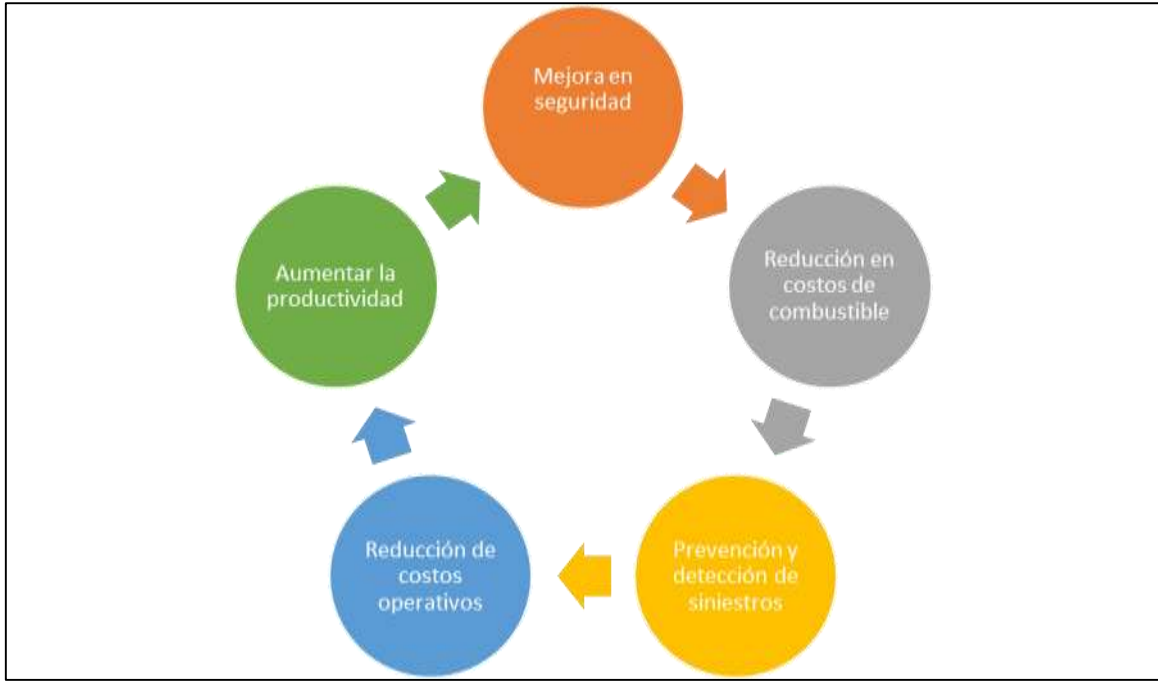 Mejora en
seguridad
Reducción en
costos de
combustible
Prevención y
detección de
siniestros
Reducción de
costos
operativos
Aumentar la
productividad